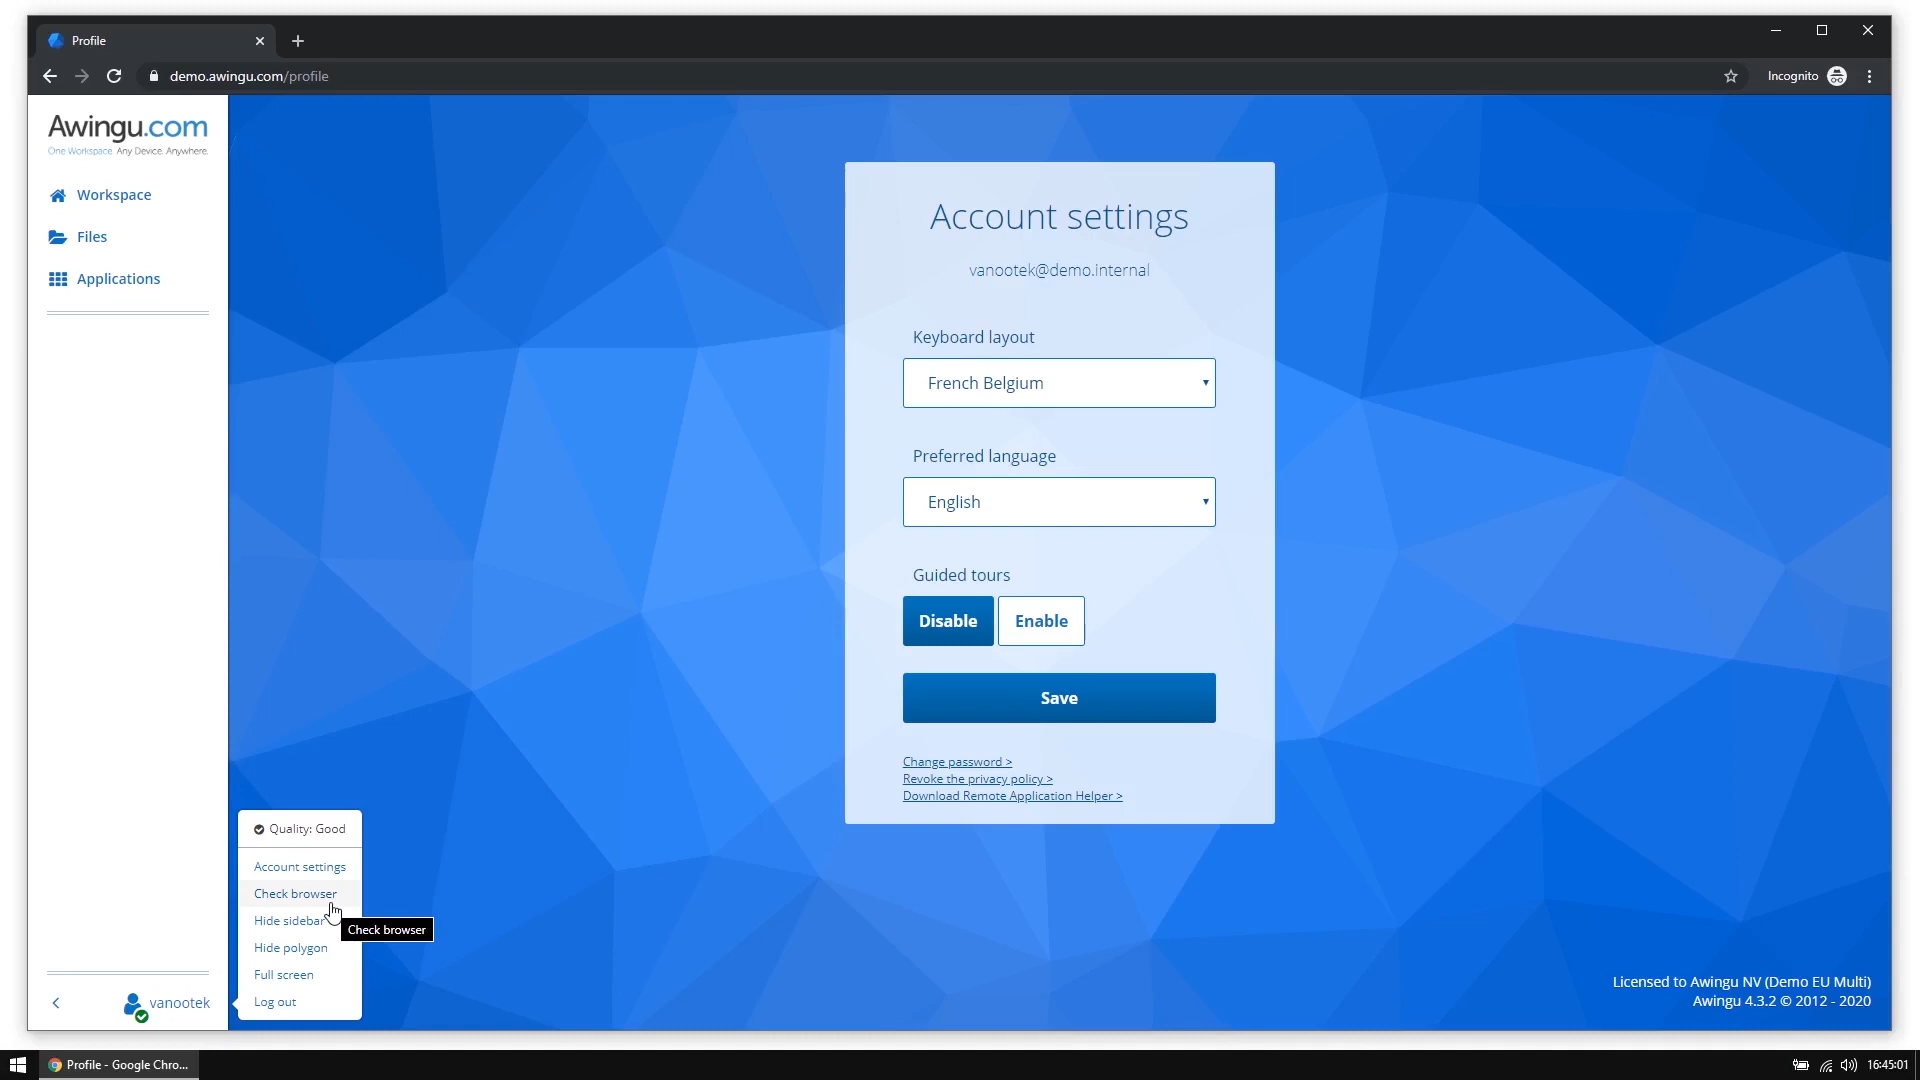 Profile
demo.awingu.com/profile
Incognito
Awingu.com
One Workspace. Any Device. Anywhere.
Workspace
Files
Applications
Account settings
vanootek@demo.internal
Keyboard layout
French Belgium
Preferred language
English
Guided tours
Disable Enable
Save
Change password >
Revoke the privacy policy >
Download Remote Application Helper >
Quality: Good
Account settings
Check browser
Hide sidebar
Check browser
Hide polygon
Full screen
Log out
vanootek
Licensed to Awingu NV (Demo EU Multi)
Awingu 4.3.2 © 2012 - 2020
Profile - Google Chro...
16:45:01